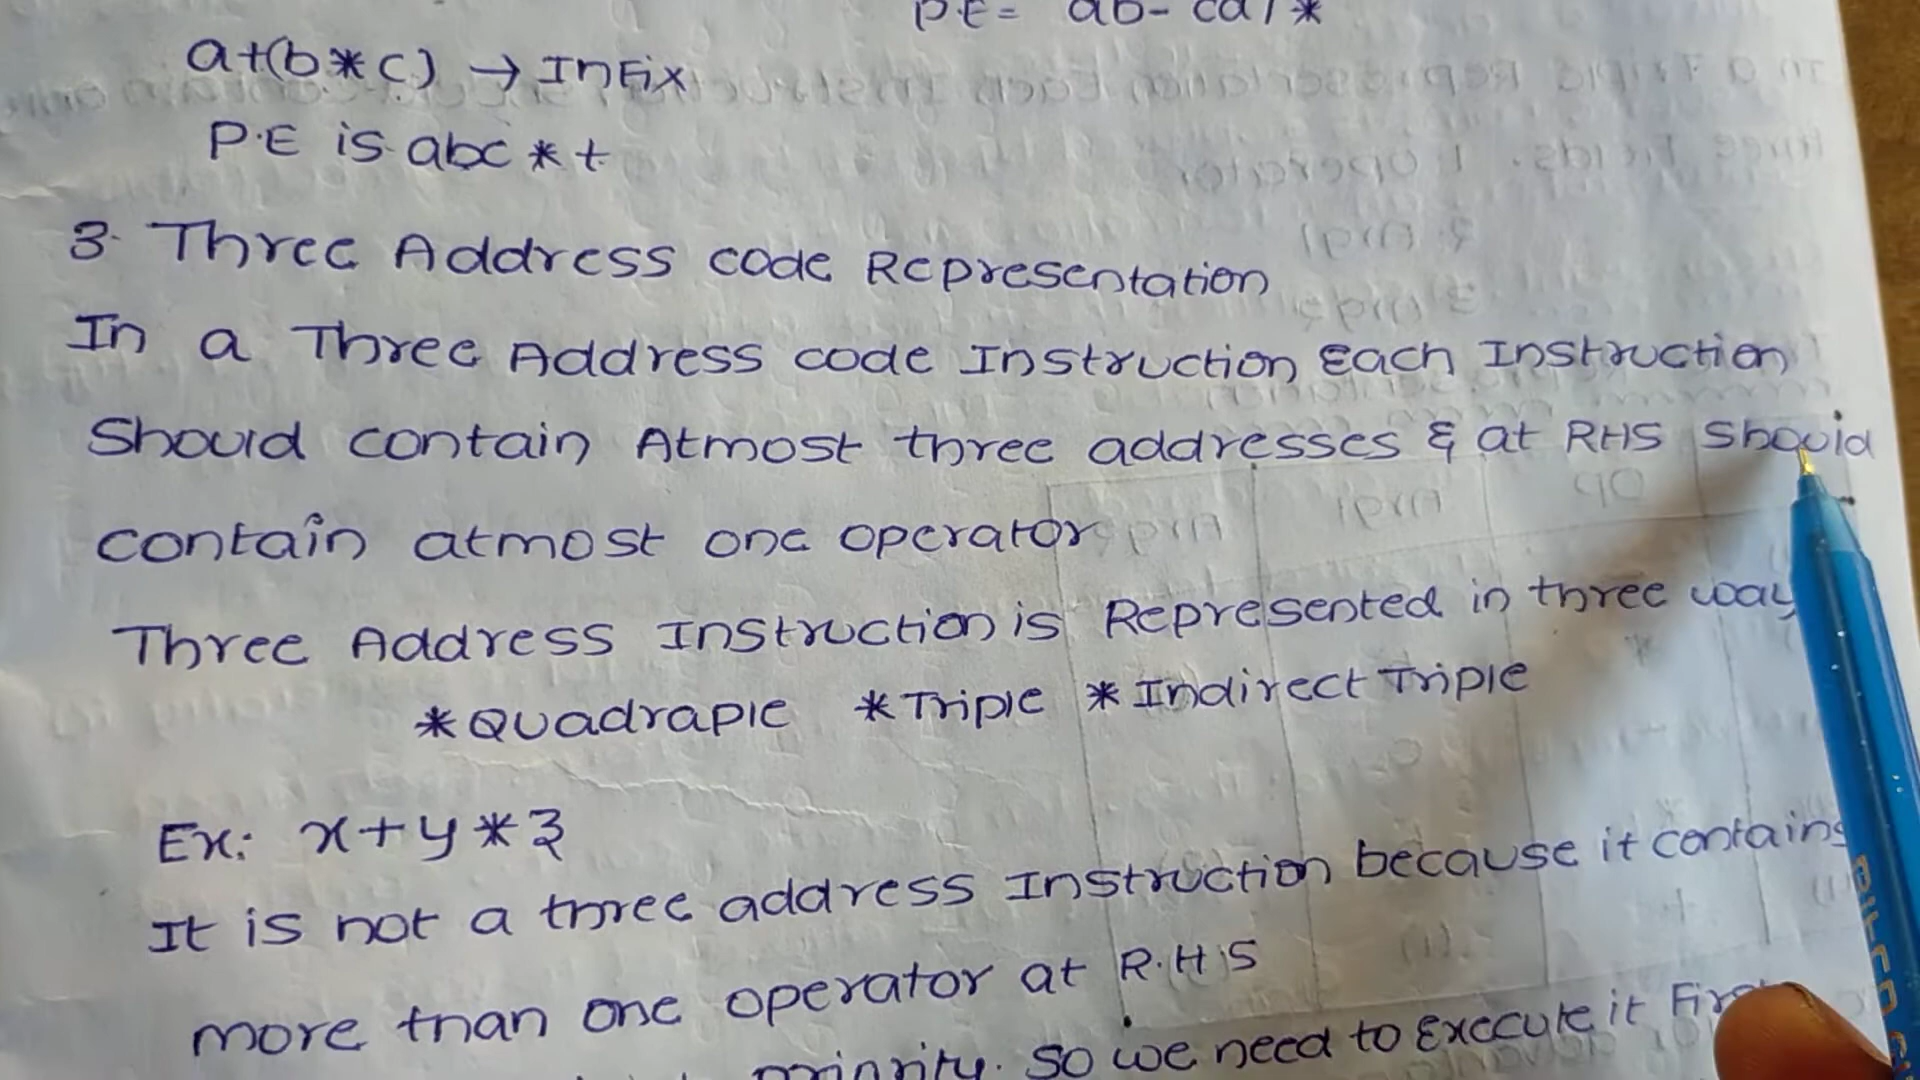 P.E = ab- cd / *
a+(b*c) → Infix
P.E is abc*+
3. Three Address code Representation
In a Three Address code Instruction Each Instruction
Should contain Atmost three addresses & at RHS Should
contain atmost one operator
Three Address Instruction is Represented in three way
*Quadraple *Triple *Indirect Triple
Ex: x+y*z
It is not a three address Instruction because it contains
more than one operator at R.H.S
So we need to Execute it First